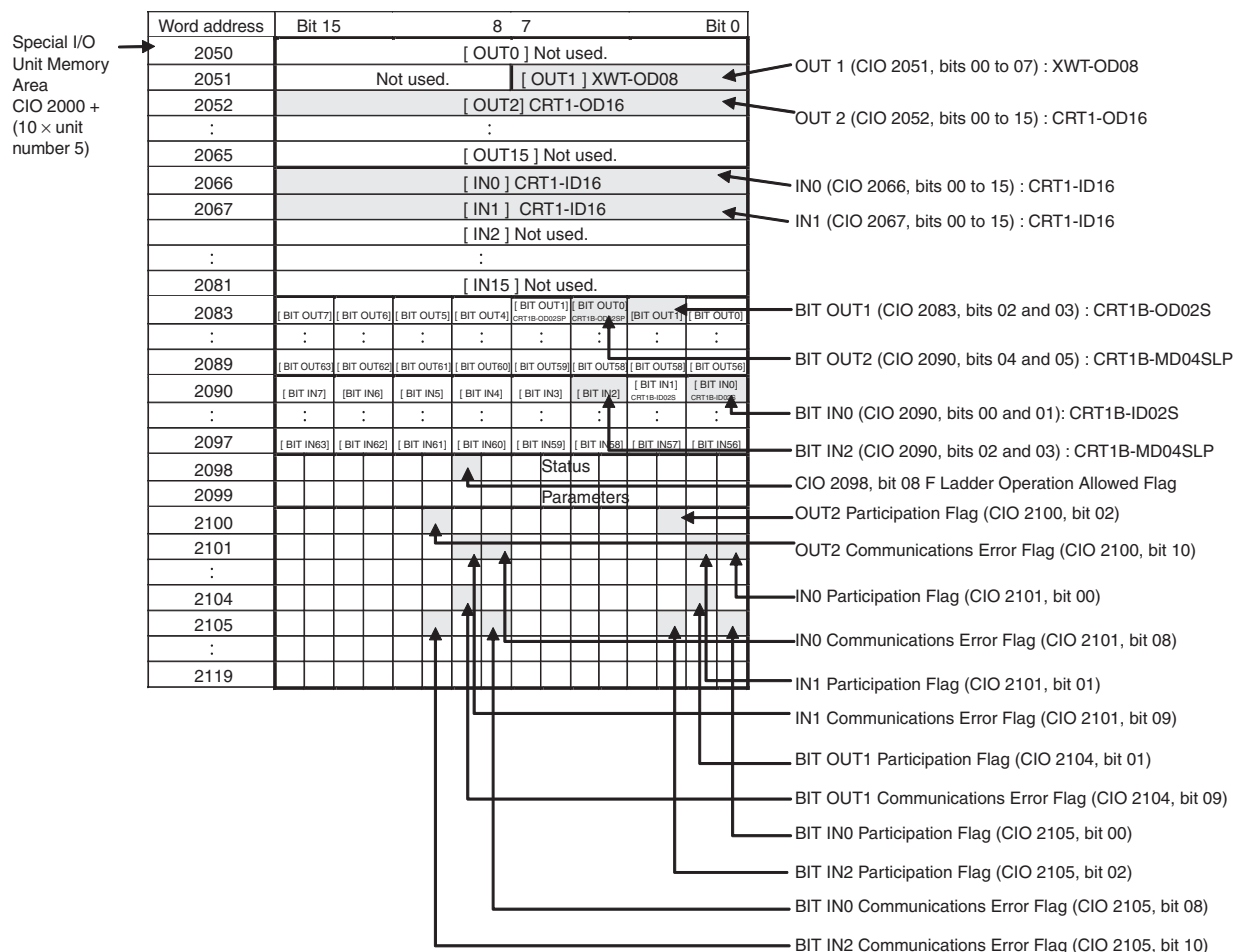 Word address Bit 15 8 7 Bit 0
Special I/O
Unit Memory
Area
CIO 2000 +
(10 × unit
number 5)
2050 [ OUT0 ] Not used.
2051 Not used. [ OUT1 ] XWT-OD08
2052 [ OUT2] CRT1-OD16
: :
2065 [ OUT15 ] Not used.
2066 [ IN0 ] CRT1-ID16
2067 [ IN1 ] CRT1-ID16
[ IN2 ] Not used.
: :
2081 [ IN15 ] Not used.
2083 [ BIT OUT7] [ BIT OUT6] [ BIT OUT5] [ BIT OUT4] [ BIT OUT1] CRT1B-OD02SP [ BIT OUT0] CRT1B-OD02SP [BIT OUT1] [ BIT OUT0]
: : : : : : : : :
2089 [ BIT OUT63] [ BIT OUT62] [ BIT OUT61] [ BIT OUT60] [ BIT OUT59] [ BIT OUT58] [ BIT OUT58] [ BIT OUT56]
2090 [ BIT IN7] [BIT IN6] [ BIT IN5] [ BIT IN4] [ BIT IN3] [ BIT IN2] [ BIT IN1] CRT1B-ID02S [ BIT IN0] CRT1B-ID02S
: : : : : : : : :
2097 [ BIT IN63] [ BIT IN62] [ BIT IN61] [ BIT IN60] [ BIT IN59] [ BIT IN58] [ BIT IN57] [ BIT IN56]
2098 Status
2099 Parameters
2100
2101
:
2104
2105
:
2119
OUT 1 (CIO 2051, bits 00 to 07) : XWT-OD08
OUT 2 (CIO 2052, bits 00 to 15) : CRT1-OD16
IN0 (CIO 2066, bits 00 to 15) : CRT1-ID16
IN1 (CIO 2067, bits 00 to 15) : CRT1-ID16
BIT OUT1 (CIO 2083, bits 02 and 03) : CRT1B-OD02S
BIT OUT2 (CIO 2090, bits 04 and 05) : CRT1B-MD04SLP
BIT IN0 (CIO 2090, bits 00 and 01): CRT1B-ID02S
BIT IN2 (CIO 2090, bits 02 and 03) : CRT1B-MD04SLP
CIO 2098, bit 08 F Ladder Operation Allowed Flag
OUT2 Participation Flag (CIO 2100, bit 02)
OUT2 Communications Error Flag (CIO 2100, bit 10)
IN0 Participation Flag (CIO 2101, bit 00)
IN0 Communications Error Flag (CIO 2101, bit 08)
IN1 Participation Flag (CIO 2101, bit 01)
IN1 Communications Error Flag (CIO 2101, bit 09)
BIT OUT1 Participation Flag (CIO 2104, bit 01)
BIT OUT1 Communications Error Flag (CIO 2104, bit 09)
BIT IN0 Participation Flag (CIO 2105, bit 00)
BIT IN2 Participation Flag (CIO 2105, bit 02)
BIT IN0 Communications Error Flag (CIO 2105, bit 08)
BIT IN2 Communications Error Flag (CIO 2105, bit 10)